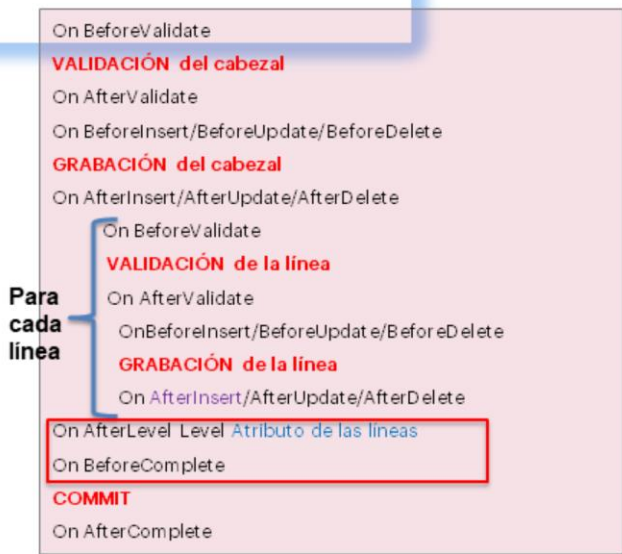 On BeforeValidate
VALIDACIÓN del cabezal
On AfterValidate
On BeforeInsert/BeforeUpdate/BeforeDelete
GRABACIÓN del cabezal
On AfterInsert/AfterUpdate/AfterDelete
Para cada línea
On BeforeValidate
VALIDACIÓN de la línea
On AfterValidate
OnBeforeInsert/BeforeUpdate/BeforeDelete
GRABACIÓN de la línea
On AfterInsert/AfterUpdate/AfterDelete
On AfterLevel Level Atributo de las líneas
On BeforeComplete
COMMIT
On AfterComplete